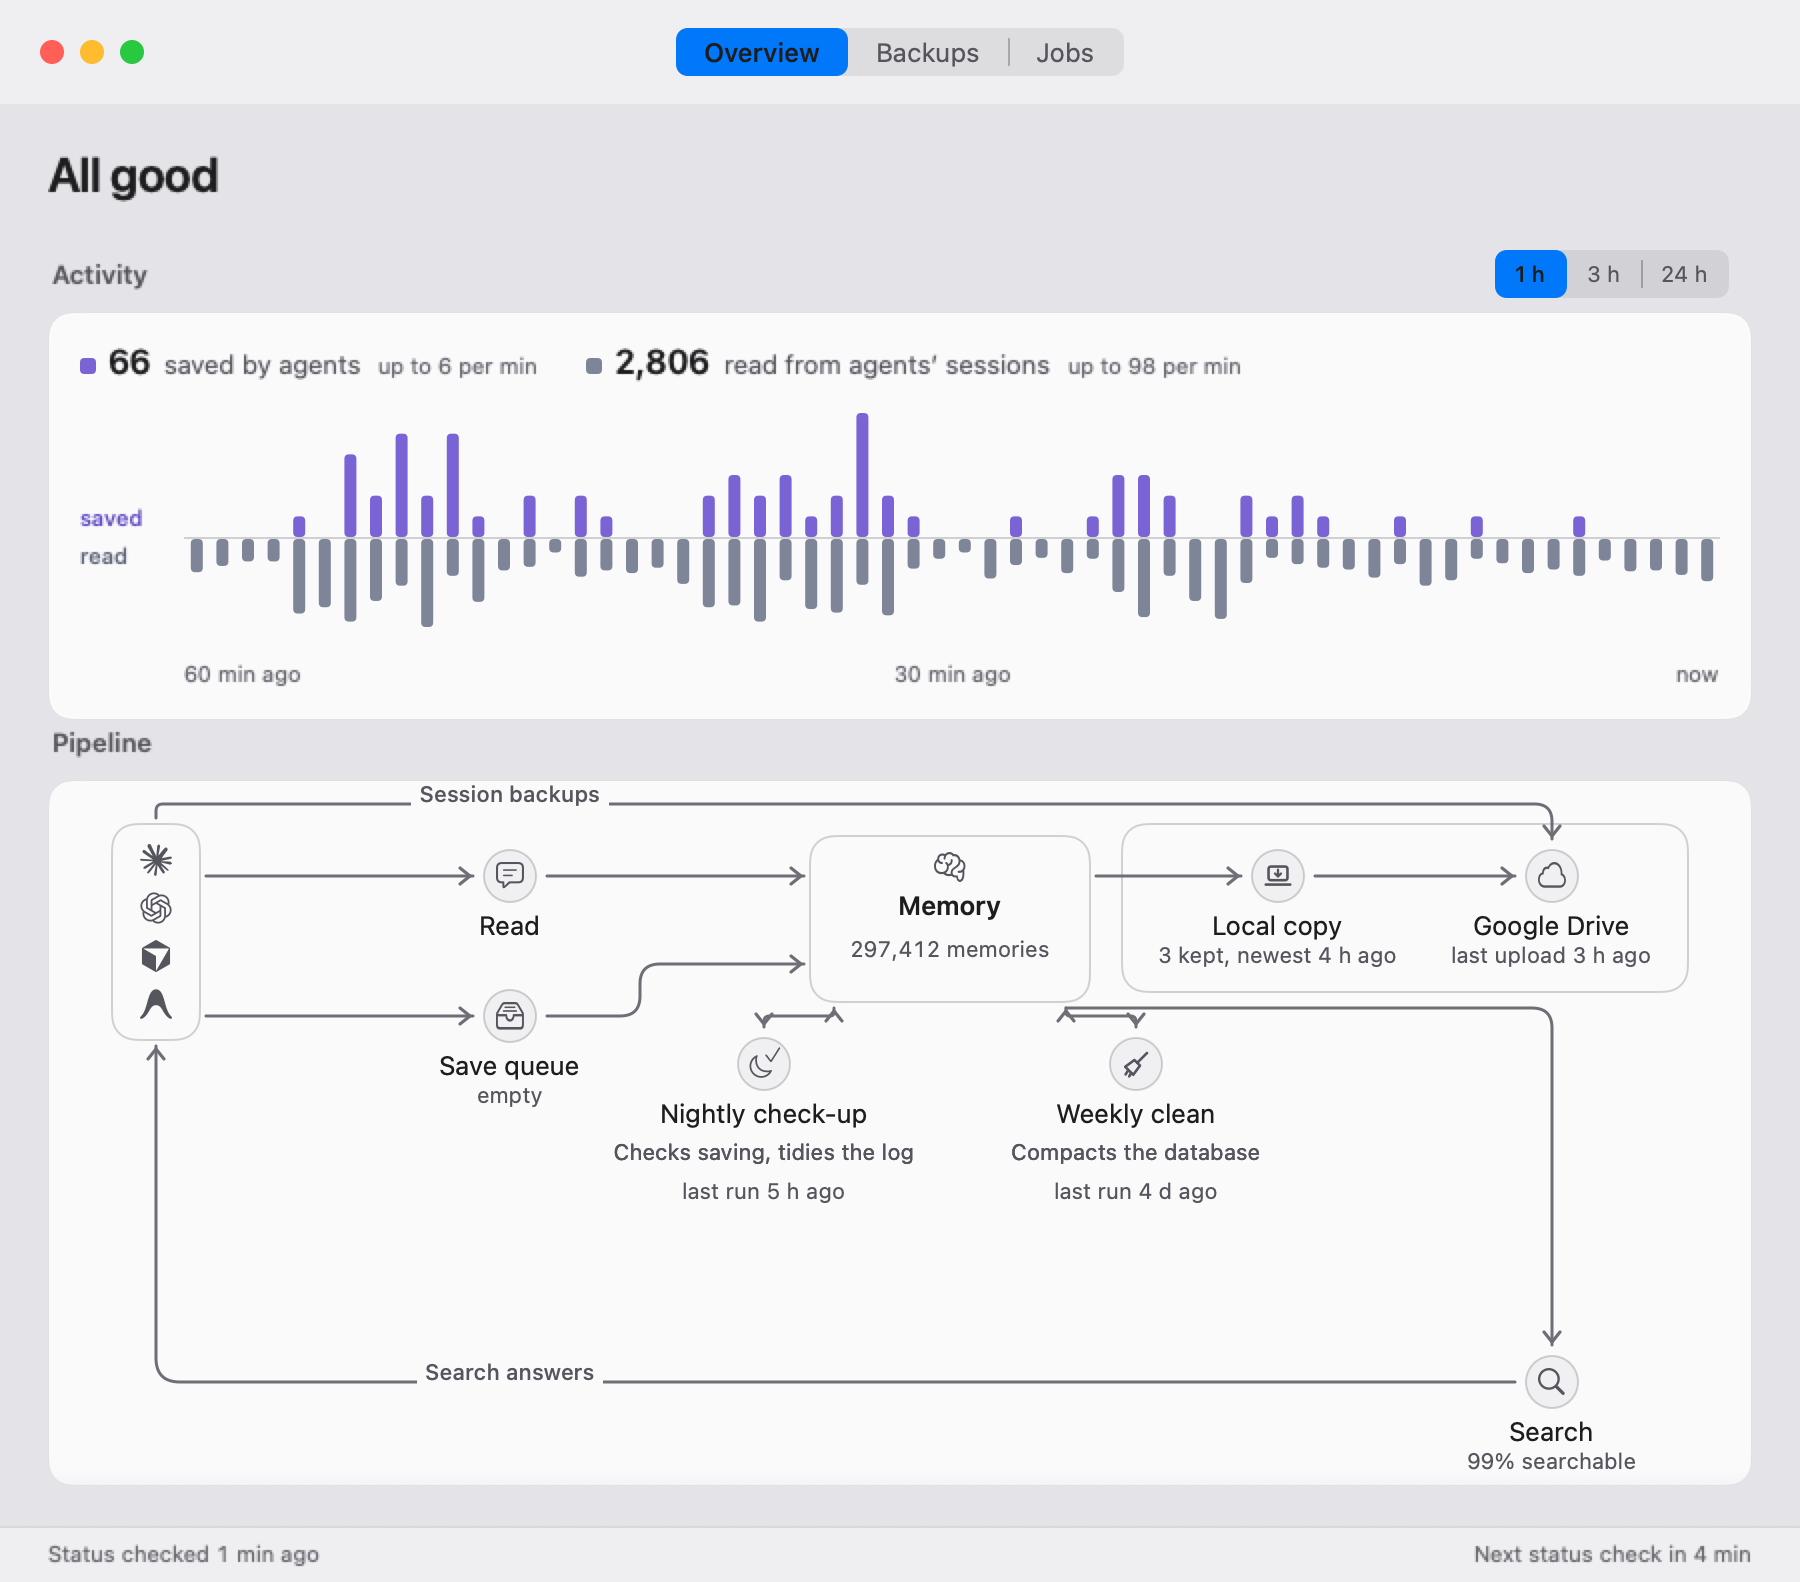 Overview Backups Jobs
All good
Activity
1 h 3 h 24 h
66 saved by agents up to 6 per min 2,806 read from agents’ sessions up to 98 per min
saved
read
60 min ago 30 min ago now
Pipeline
Session backups
Read
Memory
297,412 memories
Local copy
3 kept, newest 4 h ago
Google Drive
last upload 3 h ago
Save queue
empty
Nightly check-up
Checks saving, tidies the log
last run 5 h ago
Weekly clean
Compacts the database
last run 4 d ago
Search answers
Search
99% searchable
Status checked 1 min ago
Next status check in 4 min